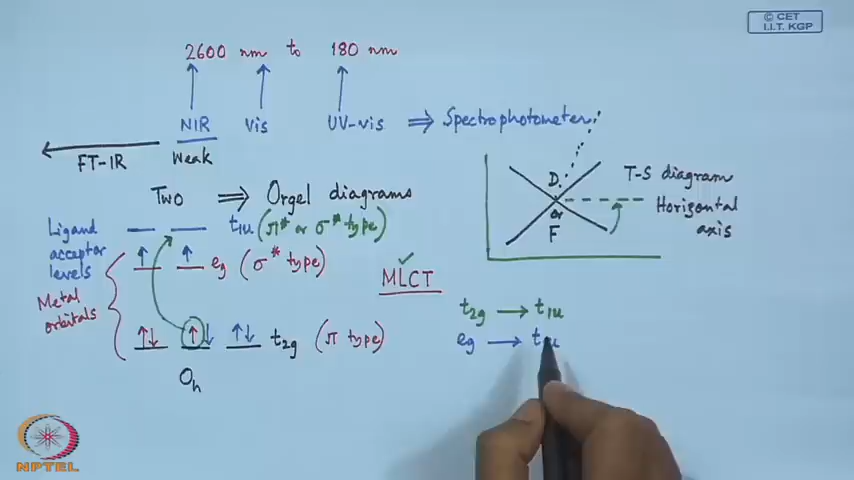 © CET
I.I.T. KGP
2600 nm to 180 nm
NIR Vis UV-vis ⇒ Spectrophotometer
FT-IR Weak
Two ⇒ Orgel diagrams
D
or
F
T-S diagram
Horizontal
axis
Ligand
acceptor
levels
t1u (π* or σ* type)
eg (σ* type)
Metal
orbitals
MLCT
t2g (π type)
Oh
t2g → t1u
eg → t1u
NPTEL